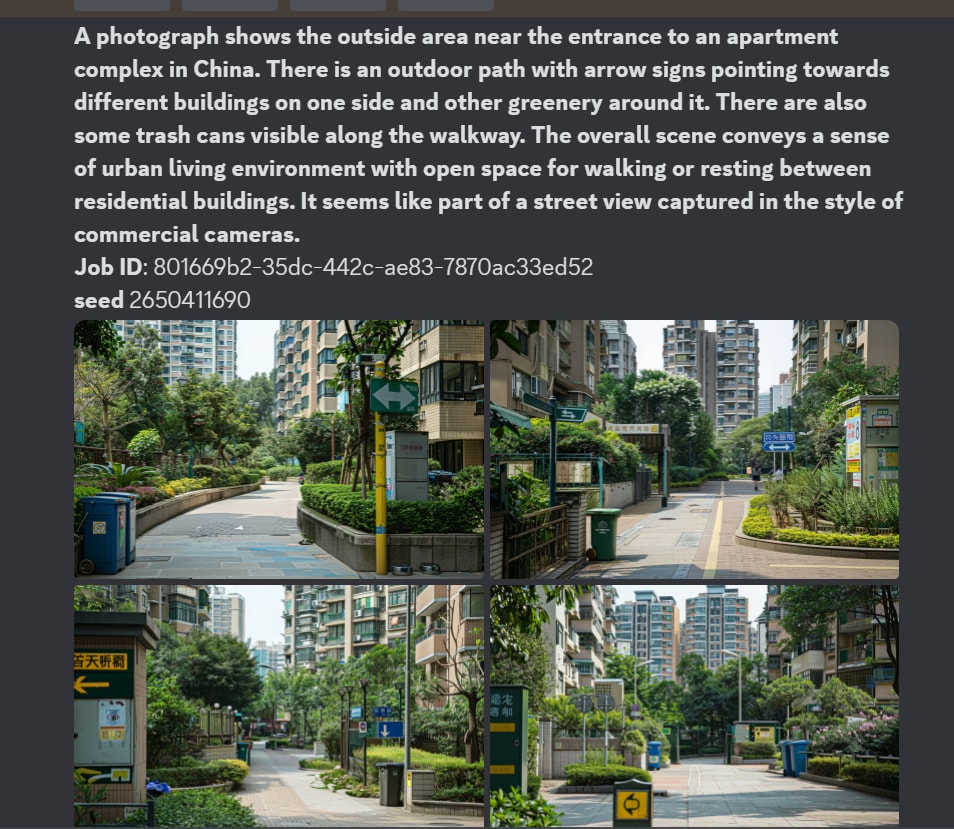 A photograph shows the outside area near the entrance to an apartment
complex in China. There is an outdoor path with arrow signs pointing towards
different buildings on one side and other greenery around it. There are also
some trash cans visible along the walkway. The overall scene conveys a sense
of urban living environment with open space for walking or resting between
residential buildings. It seems like part of a street view captured in the style of
commercial cameras.
Job ID: 801669b2-35dc-442c-ae83-7870ac33ed52
seed 2650411690